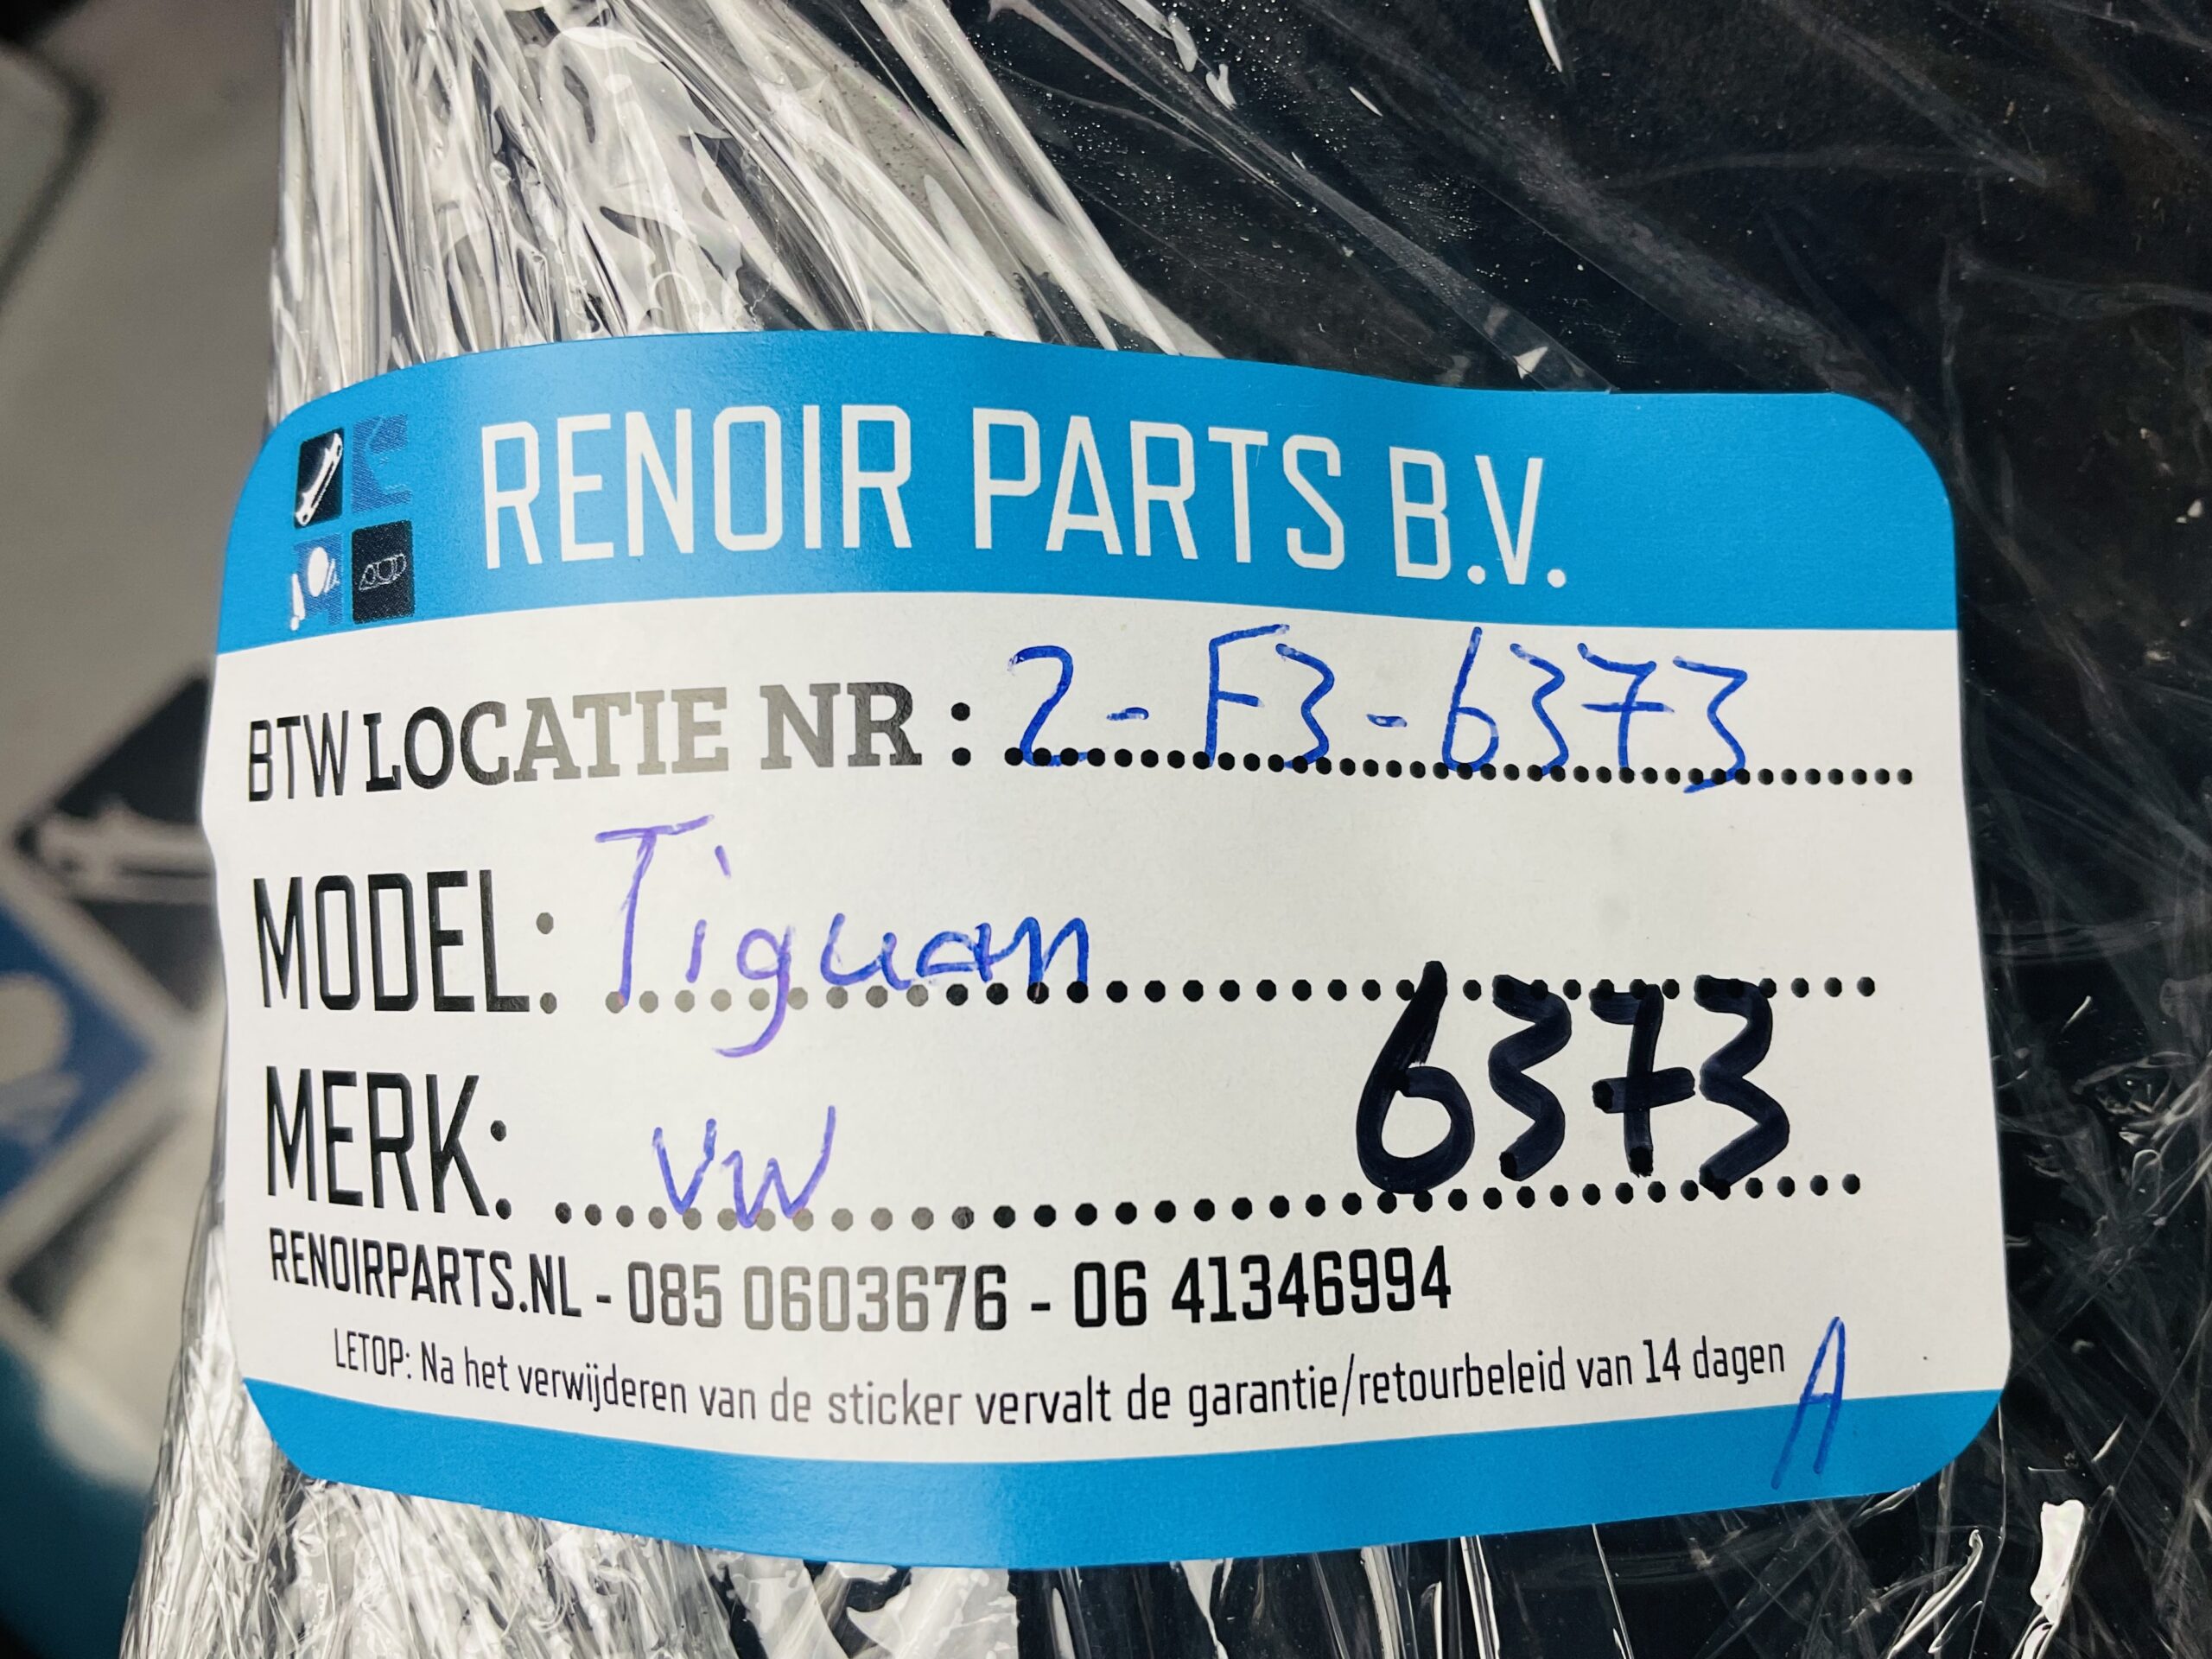 RENOIR PARTS B.V.
BTW LOCATIE NR : 2-F3-6373
MODEL: Tiguan
MERK: VW 6373
RENOIRPARTS.NL - 085 0603676 - 06 41346994
LETOP: Na het verwijderen van de sticker vervalt de garantie/retourbeleid van 14 dagen A